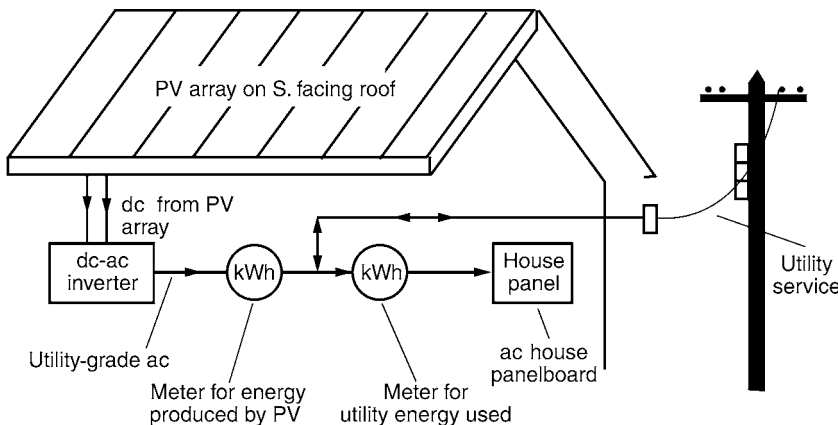 PV array on S. facing roof
dc from PV
array
dc-ac
inverter
kWh
kWh
House
panel
Utility
service
Utility-grade ac
ac house
panelboard
Meter for energy
produced by PV
Meter for
utility energy used